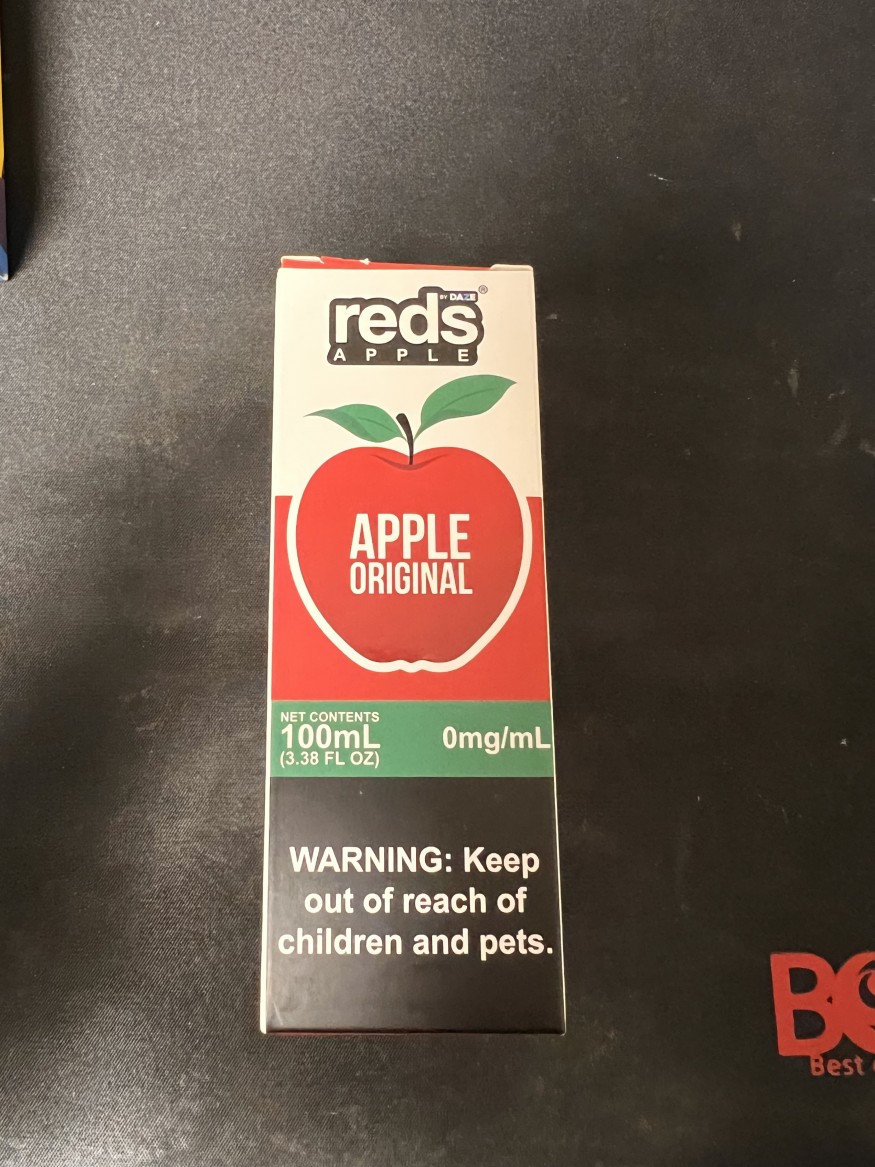 BY DAZE®
reds
APPLE
APPLE
ORIGINAL
NET CONTENTS
100mL
(3.38 FL OZ)
0mg/mL
WARNING: Keep
out of reach of
children and pets.
Best